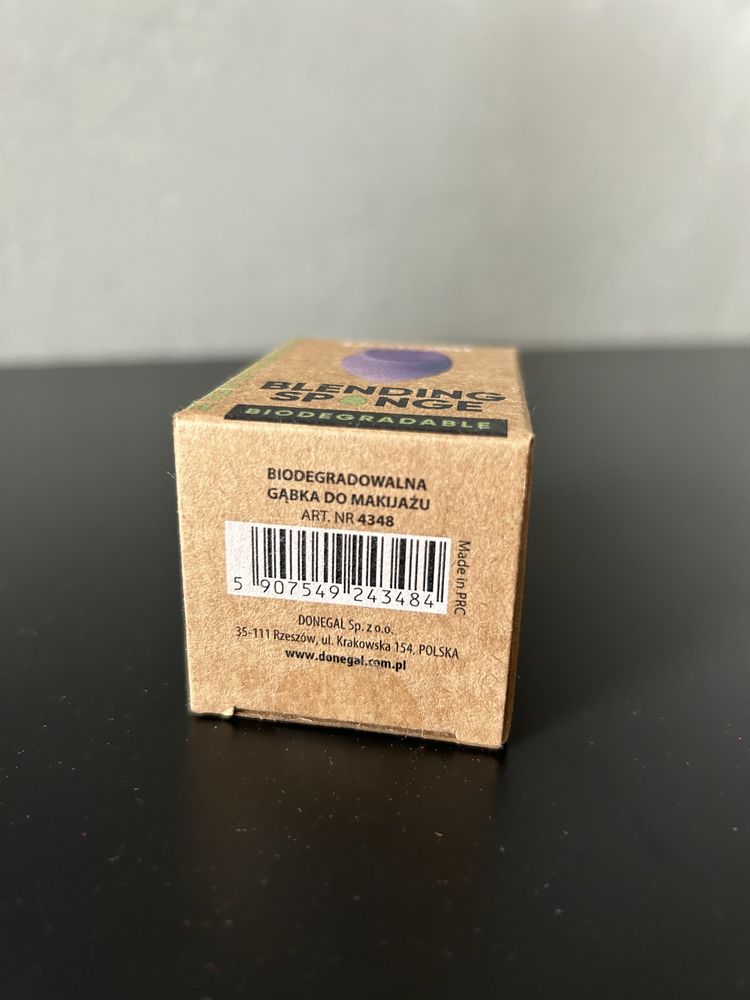 BLENDING
SPONGE
BIODEGRADABLE
BIODEGRADOWALNA
GĄBKA DO MAKIJAŻU
ART. NR 4348
5 907549 243484
Made in PRC
DONEGAL Sp. z o.o.
35-111 Rzeszów, ul. Krakowska 154, POLSKA
www.donegal.com.pl